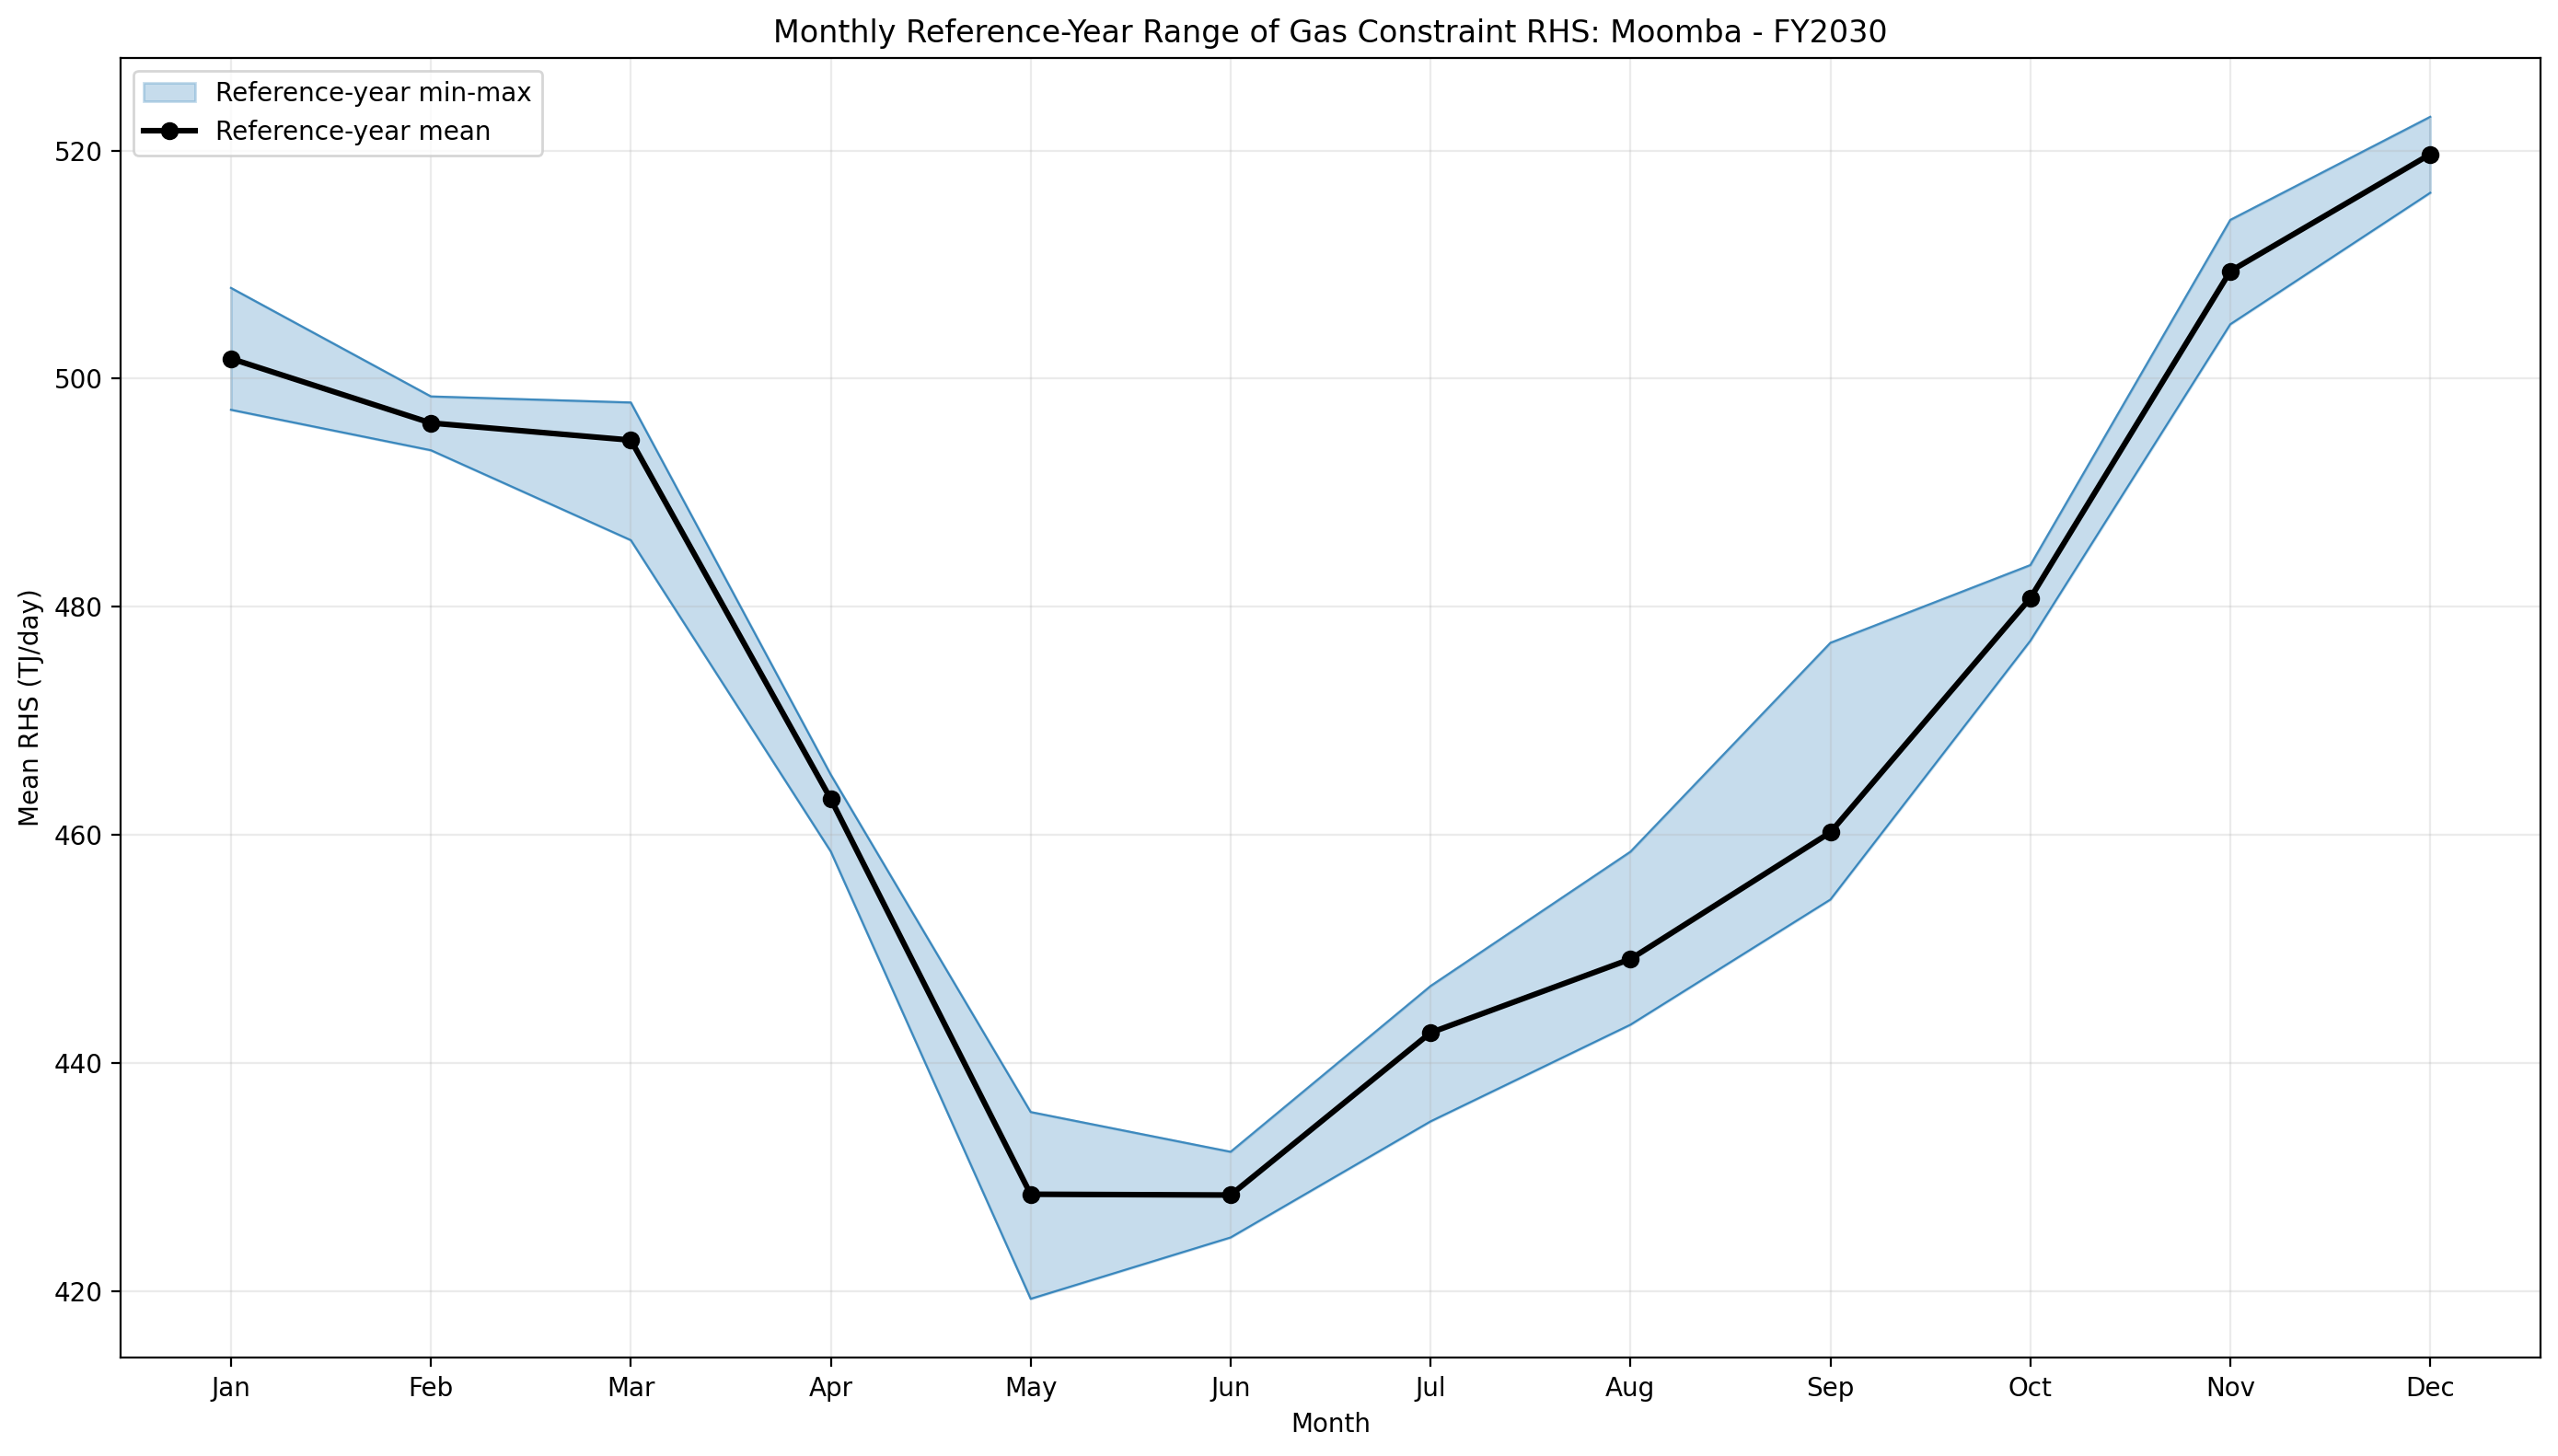 Monthly Reference-Year Range of Gas Constraint RHS: Moomba - FY2030
Reference-year min-max
Reference-year mean
Mean RHS (TJ/day)
520
500
480
460
440
420
Jan Feb Mar Apr May Jun Jul Aug Sep Oct Nov Dec
Month